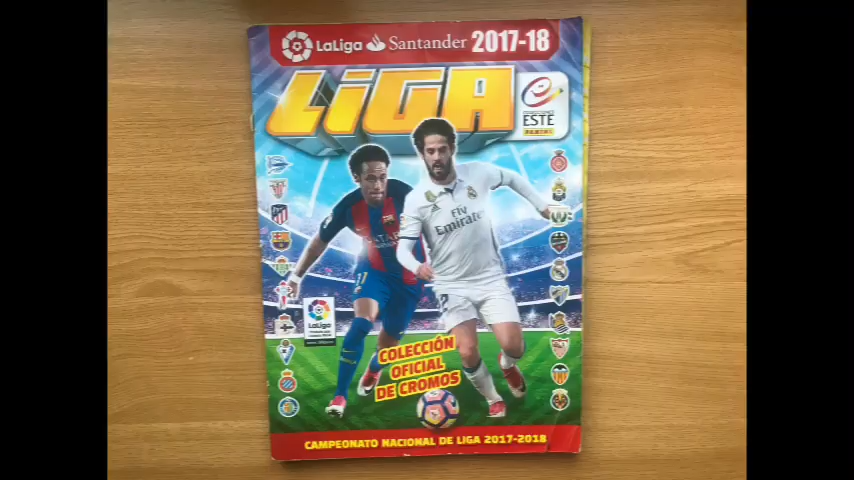 LaLiga Santander 2017-18
LiGA
ESTE
PANINI
Fly
Emirates
LaLiga
COLECCIÓN
OFICIAL
DE CROMOS
CAMPEONATO NACIONAL DE LIGA 2017-2018